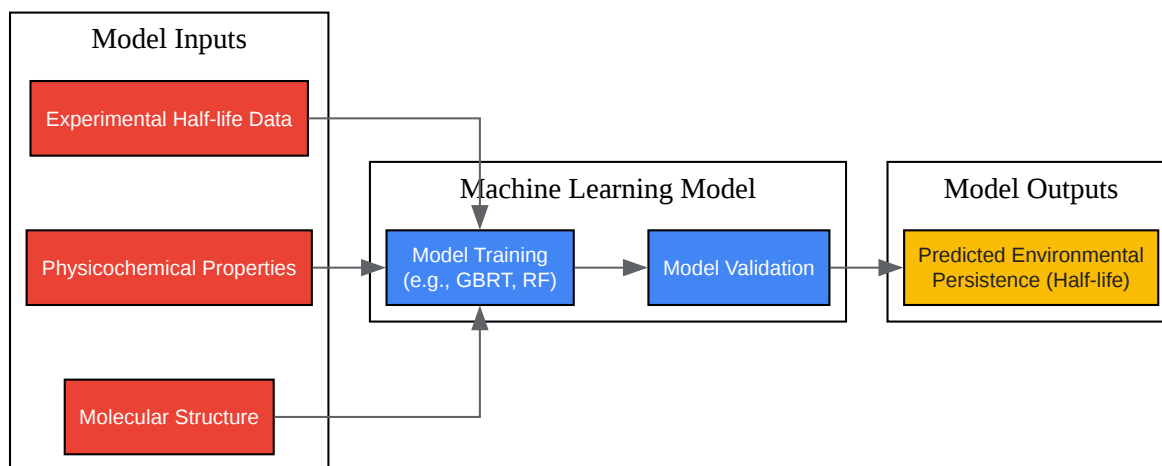 Model Inputs
Experimental Half-life Data
Physicochemical Properties
Molecular Structure
Machine Learning Model
Model Training
(e.g., GBRT, RF)
Model Validation
Model Outputs
Predicted Environmental
Persistence (Half-life)